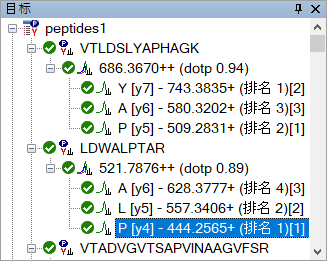 目标
peptides1
VTLDSLYAPHAGK
686.3670++ (dotp 0.94)
Y [y7] - 743.3835+ (排名 1)[2]
A [y6] - 580.3202+ (排名 3)[3]
P [y5] - 509.2831+ (排名 2)[1]
LDWALPTAR
521.7876++ (dotp 0.89)
A [y6] - 628.3777+ (排名 4)[3]
L [y5] - 557.3406+ (排名 2)[2]
P [y4] - 444.2565+ (排名 1)[1]
VTADVGVTSAPVINAAGVFSR